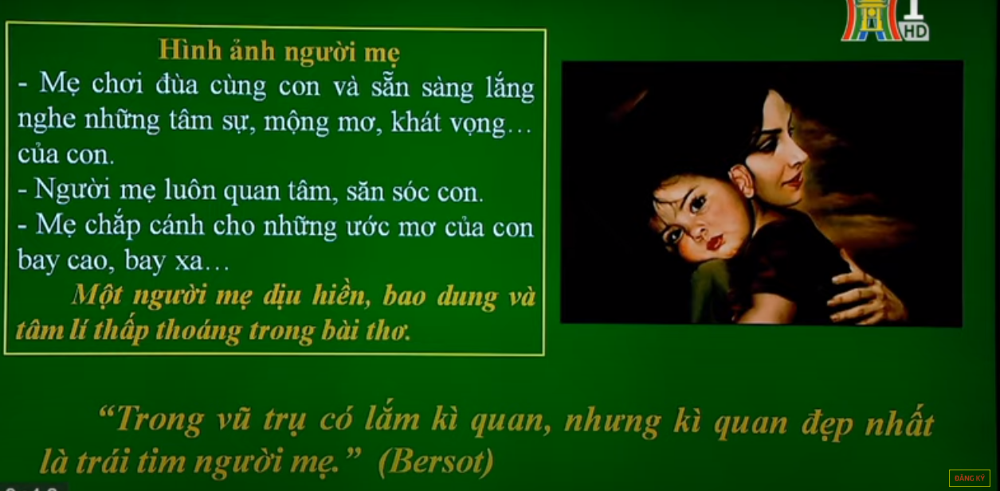 1
HD
Hình ảnh người mẹ
- Mẹ chơi đùa cùng con và sẵn sàng lắng
nghe những tâm sự, mộng mơ, khát vọng...
của con.
- Người mẹ luôn quan tâm, săn sóc con.
- Mẹ chắp cánh cho những ước mơ của con
bay cao, bay xa...
Một người mẹ dịu hiền, bao dung và
tâm lí thấp thoáng trong bài thơ.
“Trong vũ trụ có lắm kì quan, nhưng kì quan đẹp nhất
là trái tim người mẹ.” (Bersot)
ĐĂNG KÝ